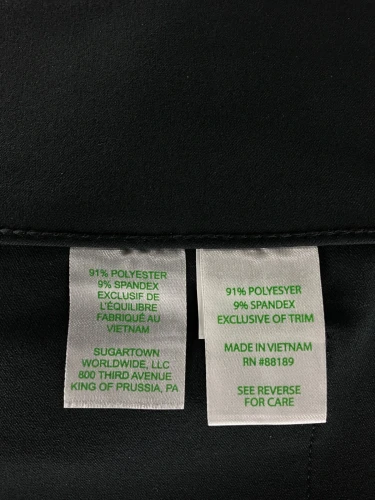 91% POLYESTER
9% SPANDEX
EXCLUSIF DE
L'ÉQUILIBRE
FABRIQUÉ AU
VIETNAM
SUGARTOWN
WORLDWIDE, LLC
800 THIRD AVENUE
KING OF PRUSSIA, PA
91% POLYESYER
9% SPANDEX
EXCLUSIVE OF TRIM
MADE IN VIETNAM
RN #88189
SEE REVERSE
FOR CARE